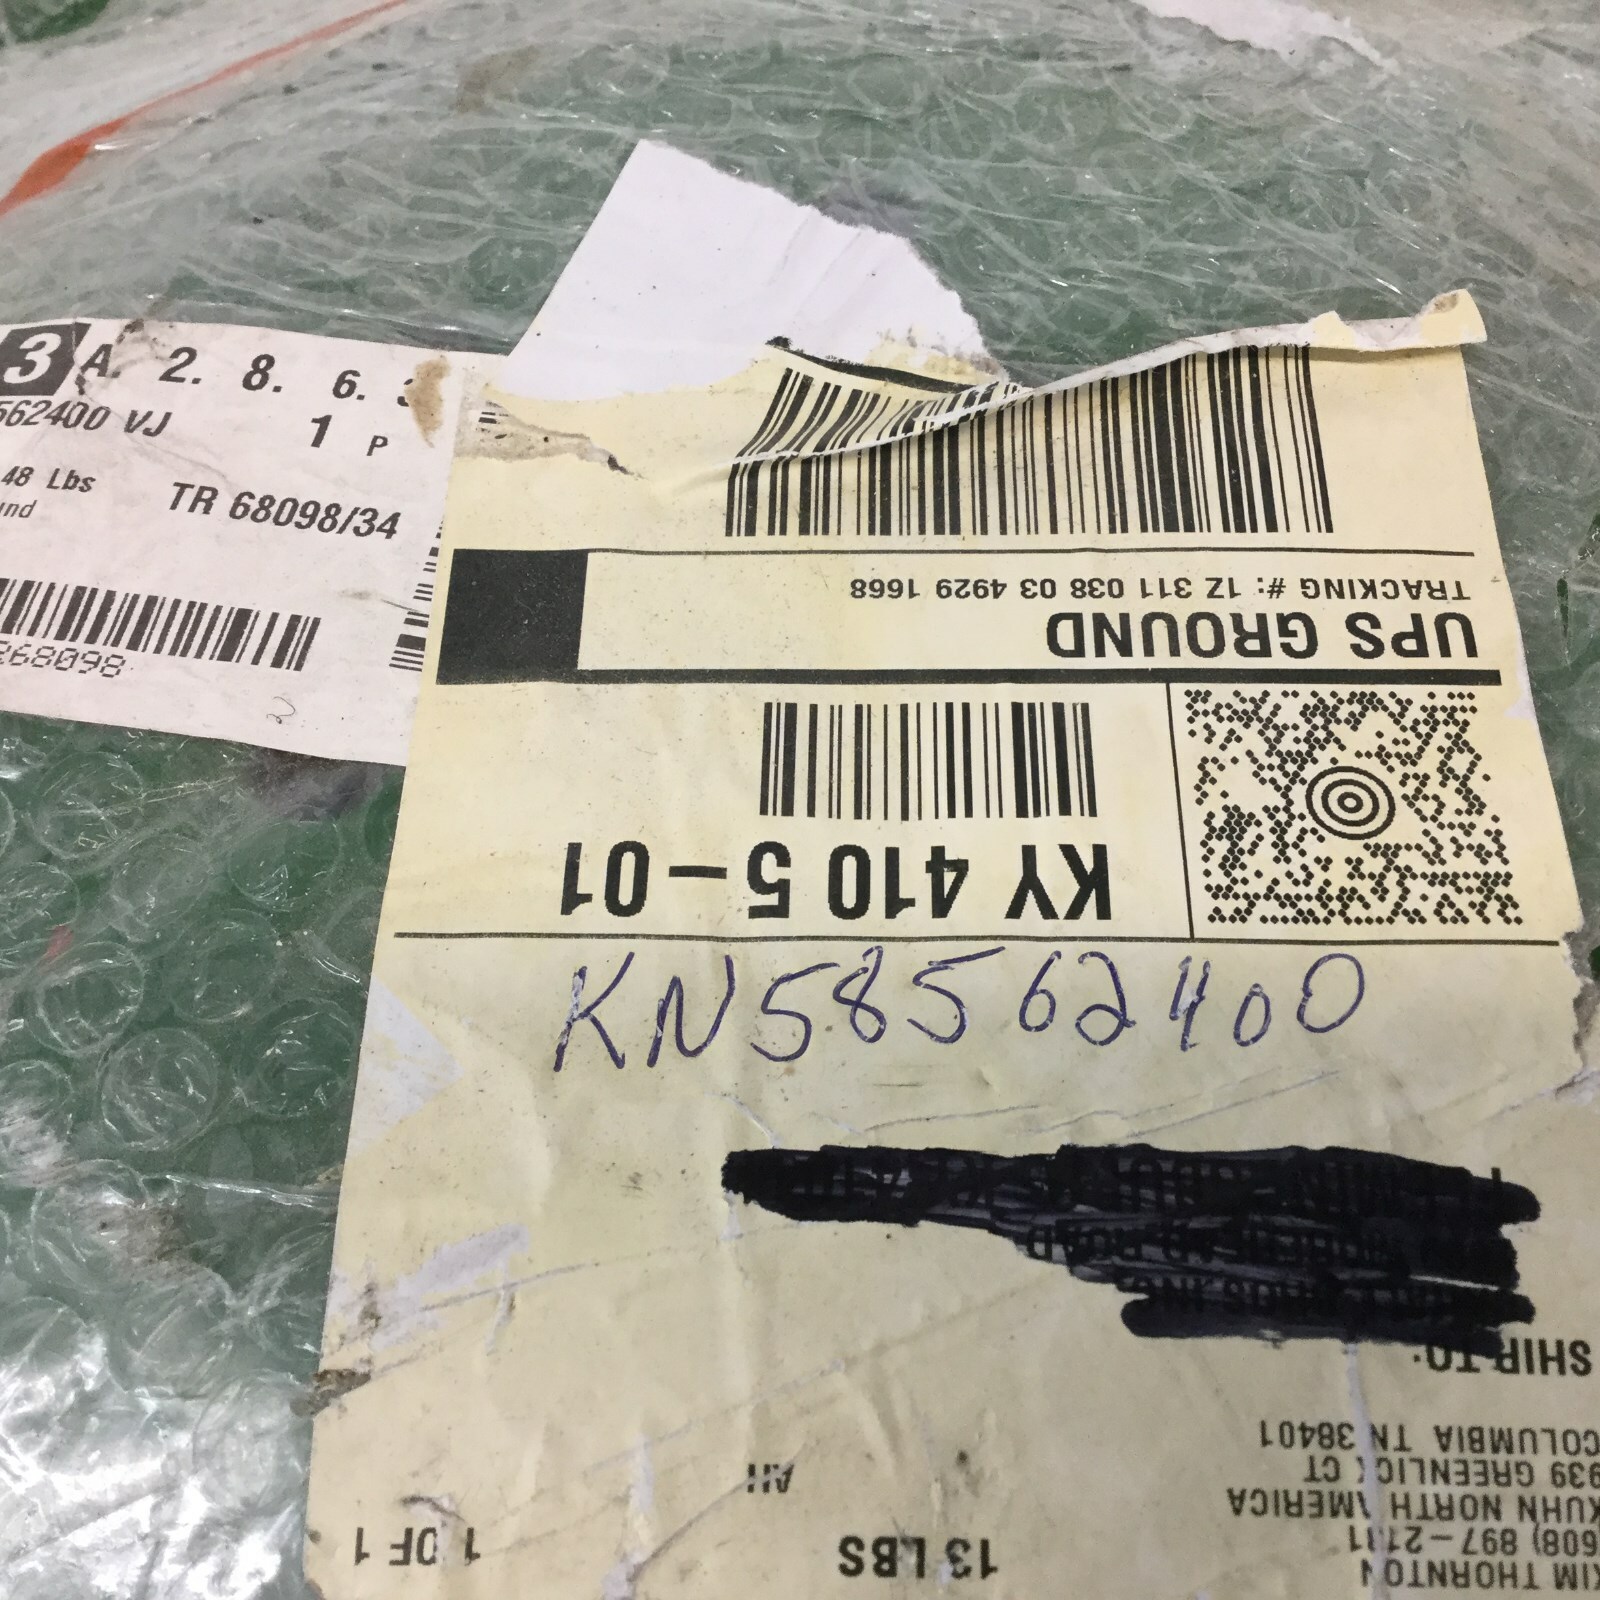 3 A. 2. 8. 6.
562400 VJ
1 P
48 Lbs
und
TR 68098/34
268098
KN58562400
KIM THORNTON
(608) 897-2131
KUHN NORTH AMERICA
939 GREENLICK CT
COLUMBIA TN 38401
13 LBS
1 OF 1
SHIP TO:
KY 410 5-01
UPS GROUND
TRACKING #: 1Z 311 038 03 4929 1668